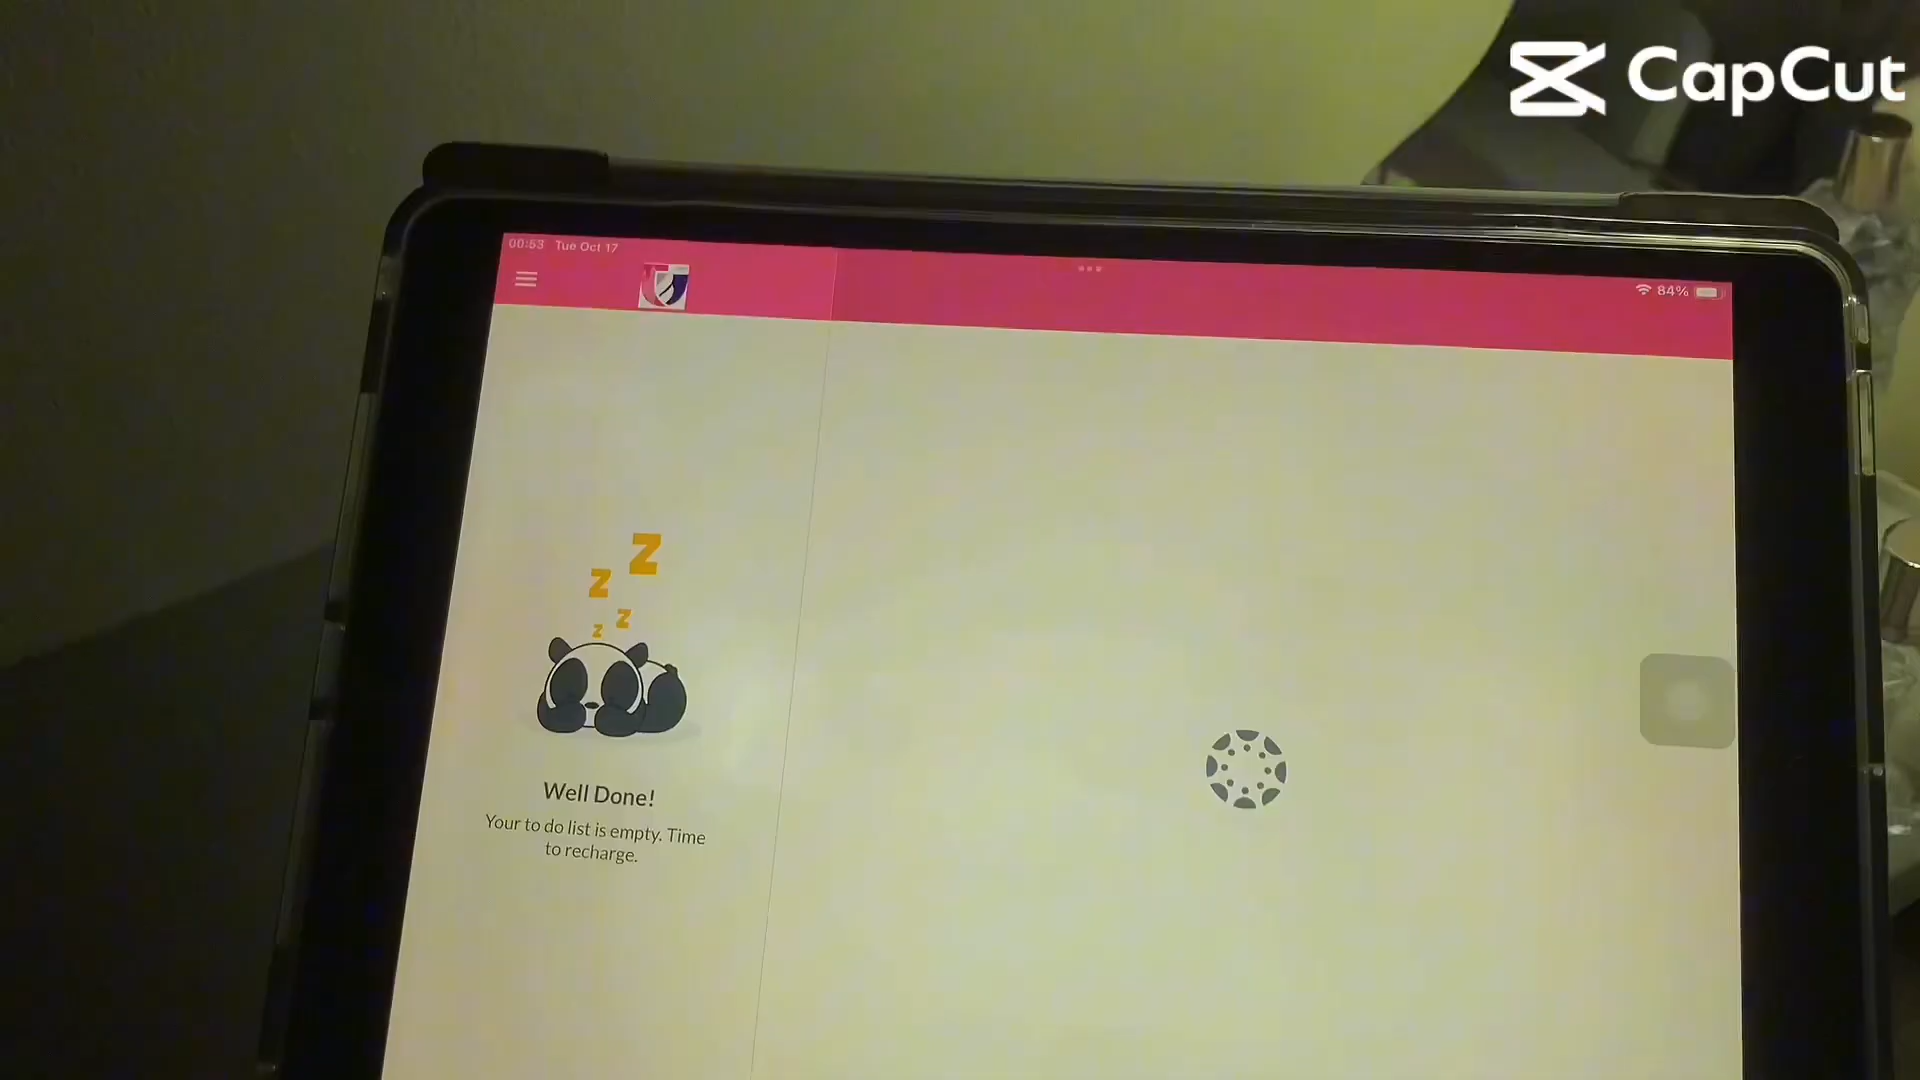 CapCut
00:53 Tue Oct 17
84%
z
z
z
z
Well Done!
Your to do list is empty. Time
to recharge.